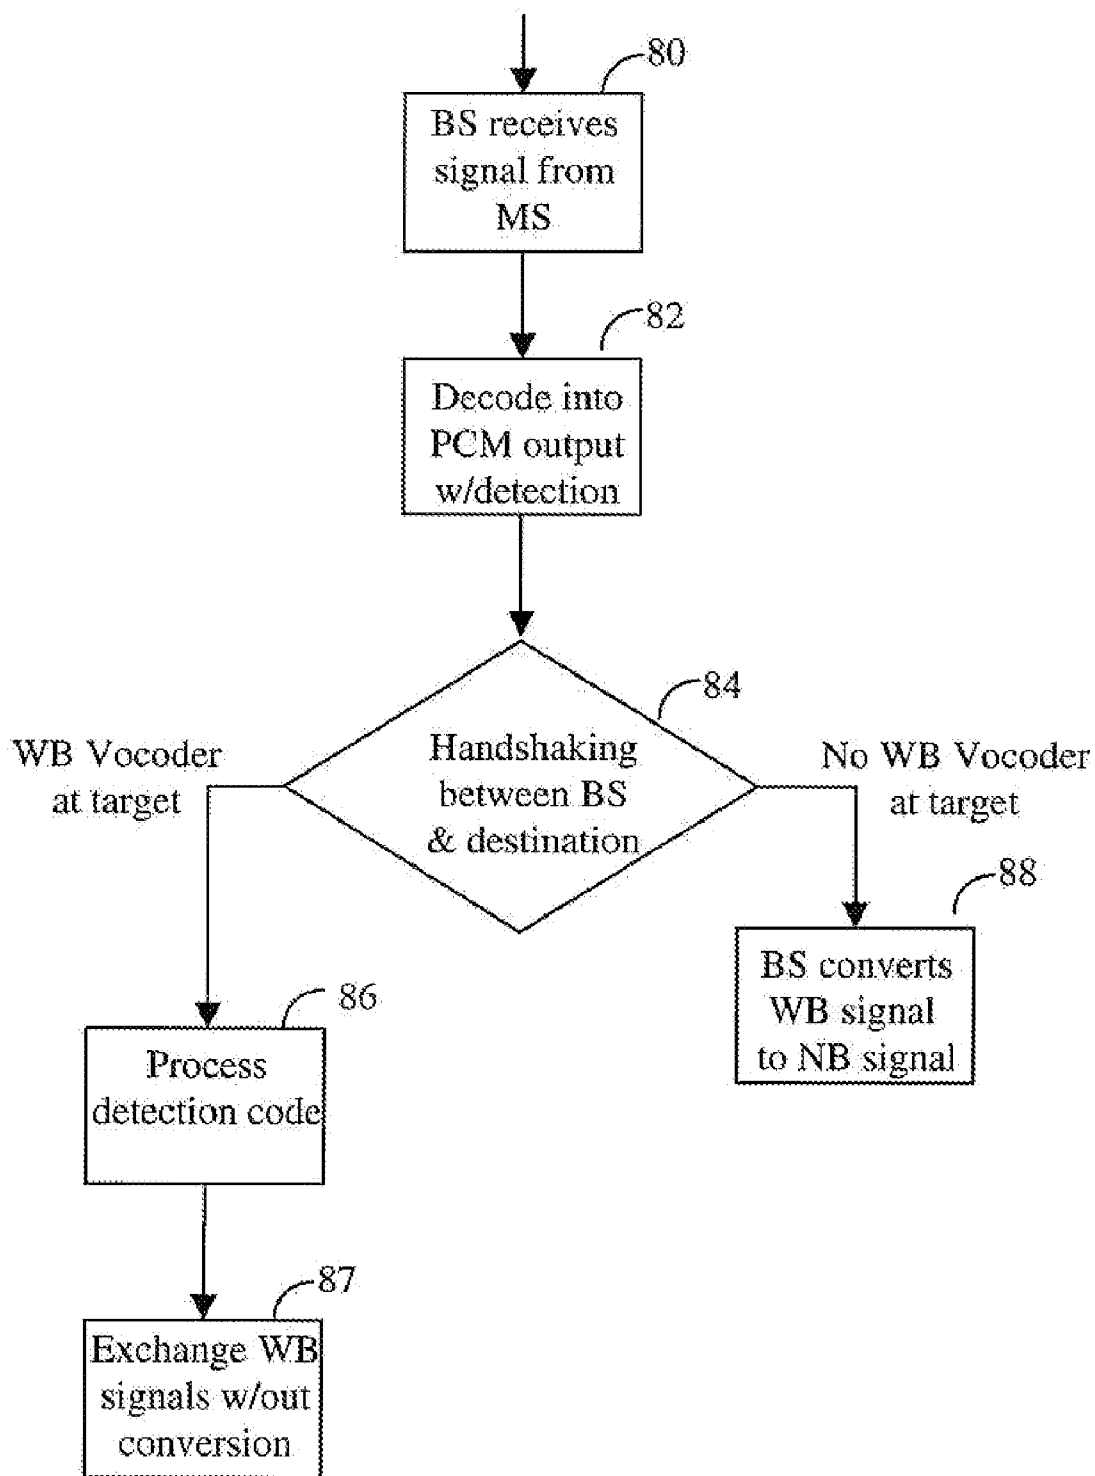 80
BS receives
signal from
MS
82
Decode into
PCM output
w/detection
84
Handshaking
between BS
& destination
WB Vocoder
at target
No WB Vocoder
at target
88
BS converts
WB signal
to NB signal
86
Process
detection code
87
Exchange WB
signals w/out
conversion